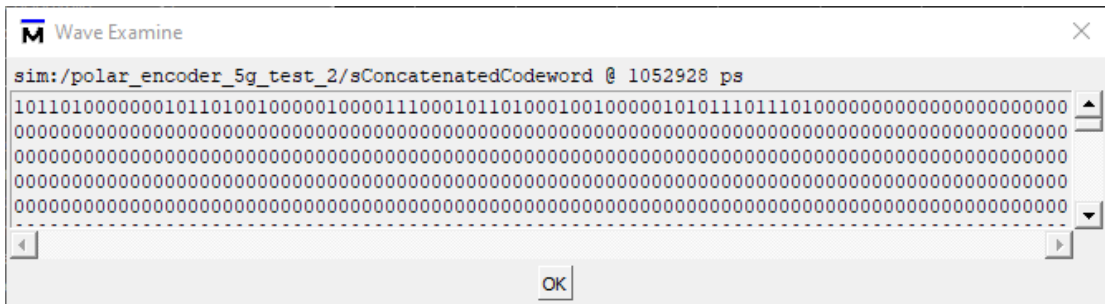 Wave Examine
sim:/polar_encoder_5g_test_2/sConcatenatedCodeword @ 1052928 ps
1011010000000101101001000001000011100010110100010010000010101110111010000000000000000000000
0000000000000000000000000000000000000000000000000000000000000000000000000000000000000000000
0000000000000000000000000000000000000000000000000000000000000000000000000000000000000000000
0000000000000000000000000000000000000000000000000000000000000000000000000000000000000000000
0000000000000000000000000000000000000000000000000000000000000000000000000000000000000000000
OK